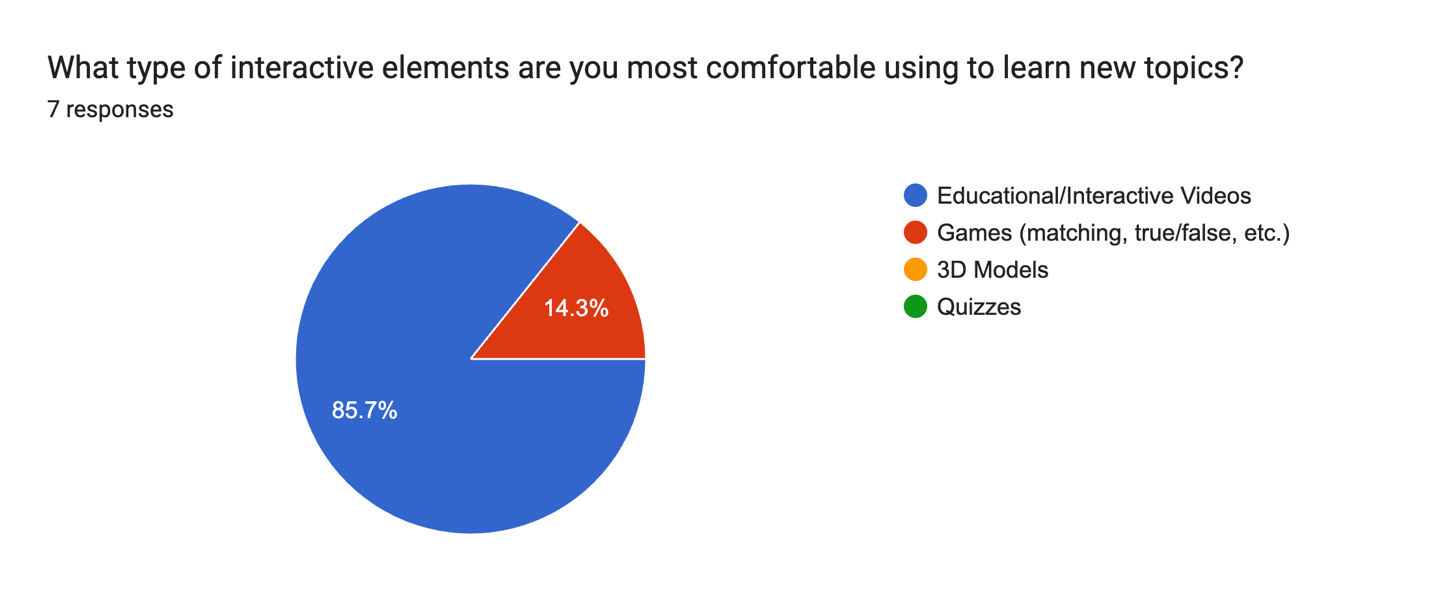 What type of interactive elements are you most comfortable using to learn new topics?
7 responses
Educational/Interactive Videos
Games (matching, true/false, etc.)
3D Models
Quizzes
14.3%
85.7%